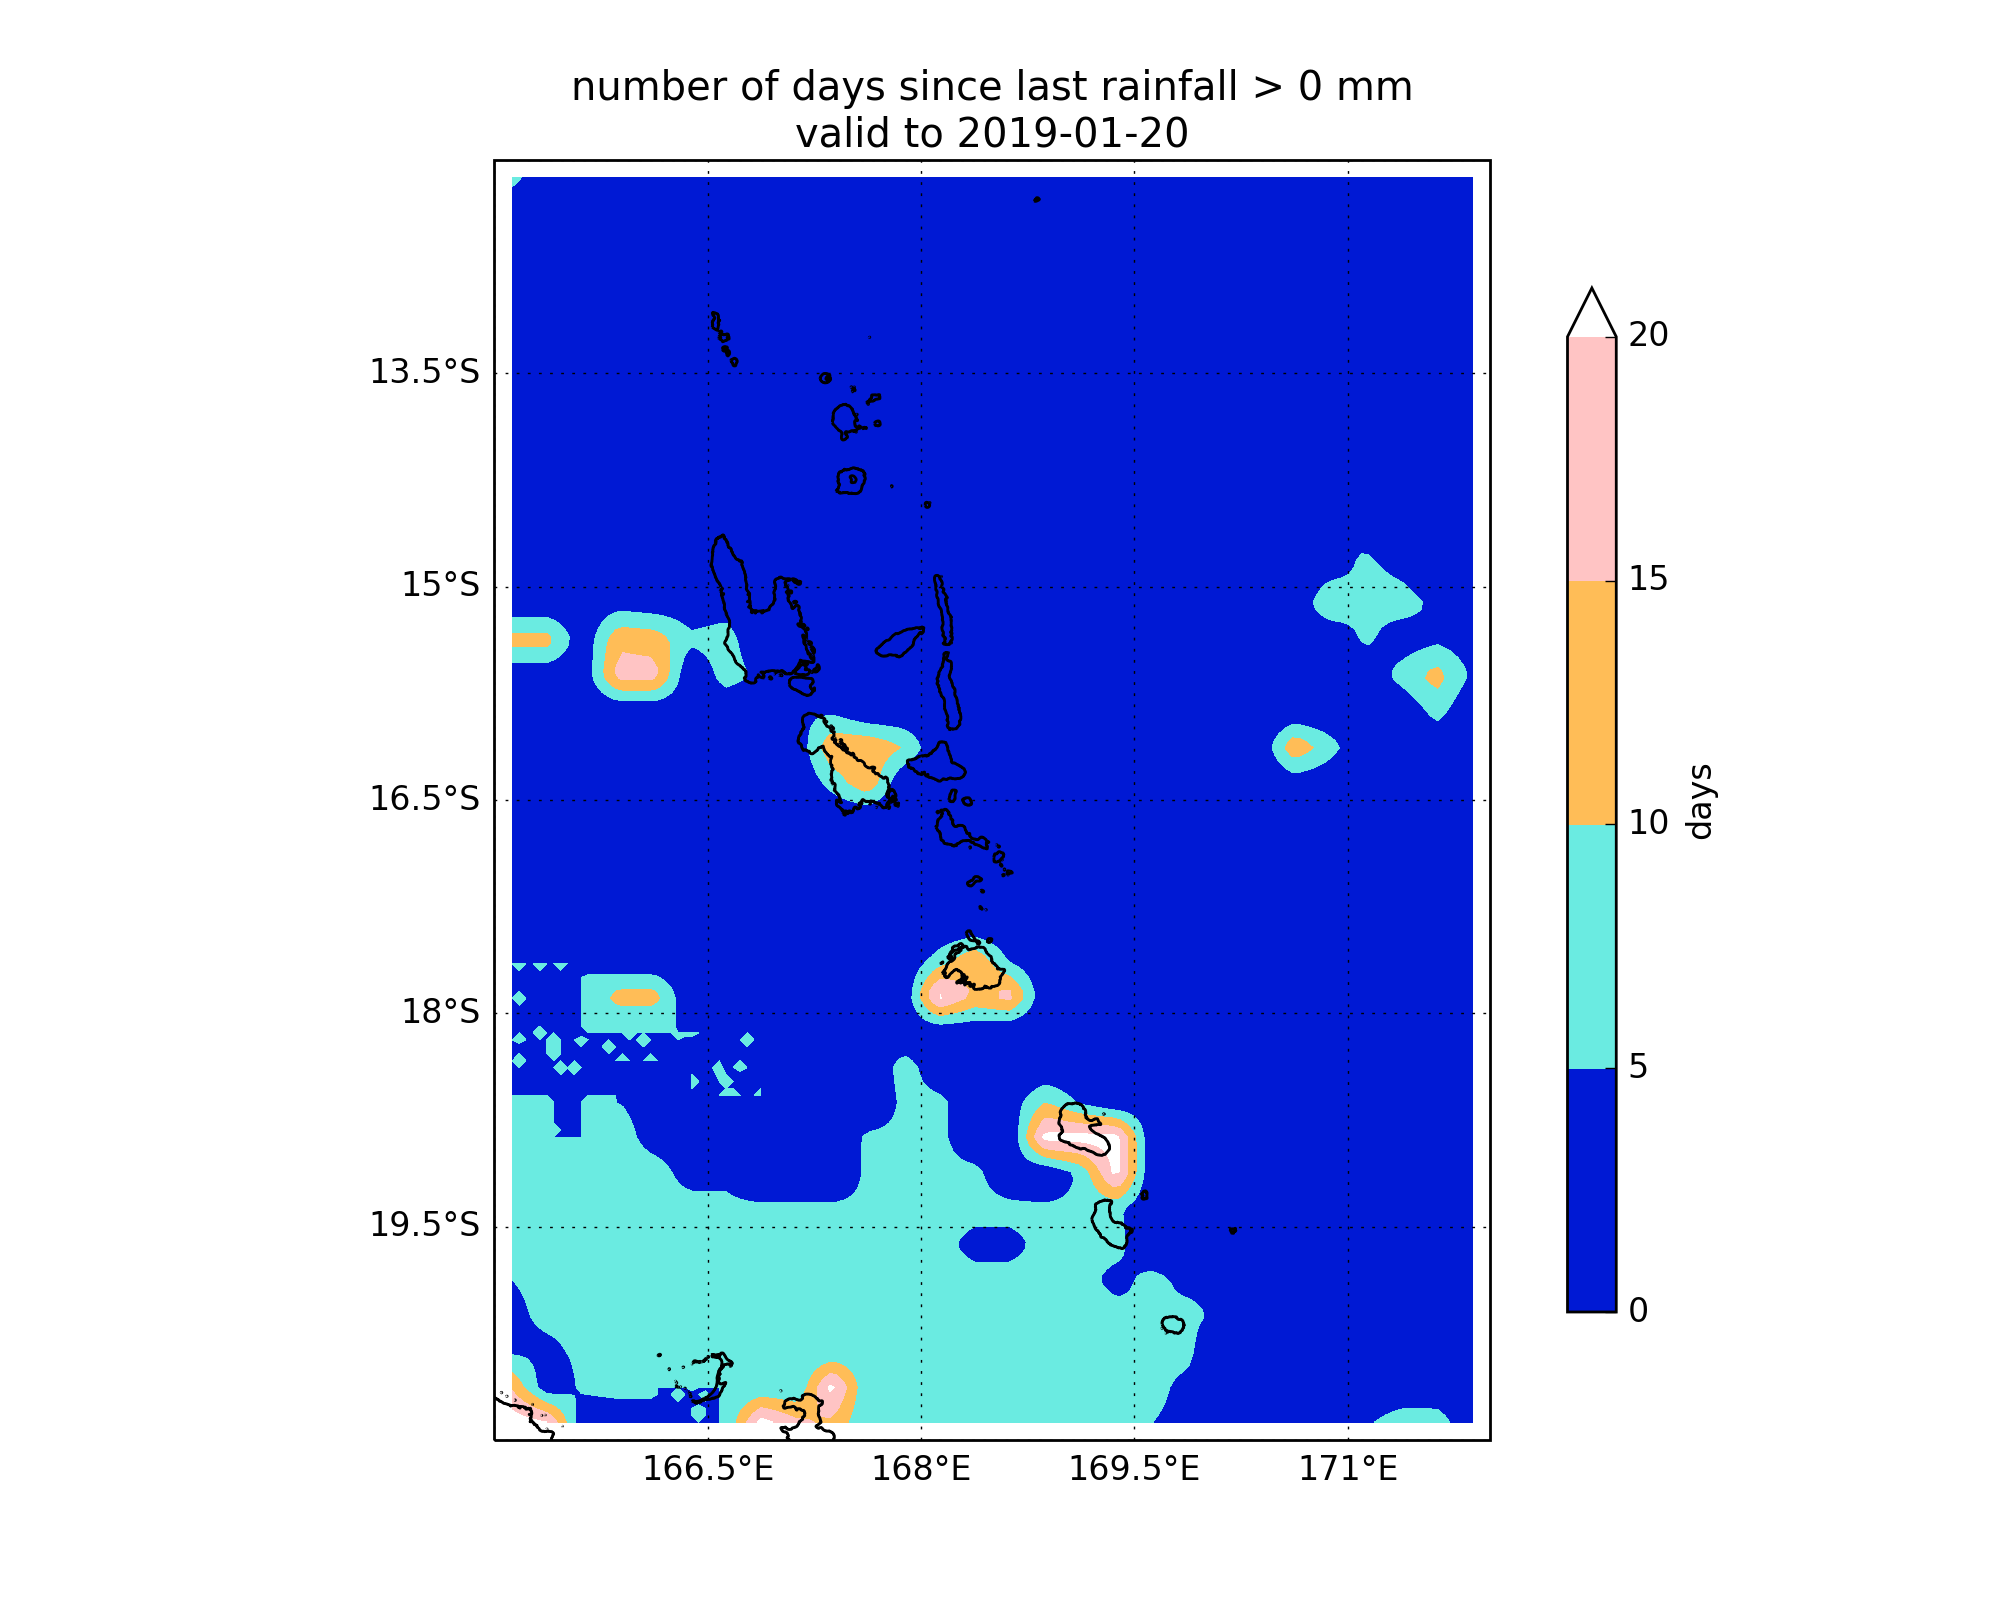 number of days since last rainfall > 0 mm
valid to 2019-01-20
13.5°S
15°S
16.5°S
18°S
19.5°S
166.5°E
168°E
169.5°E
171°E
20
15
10
5
0
days